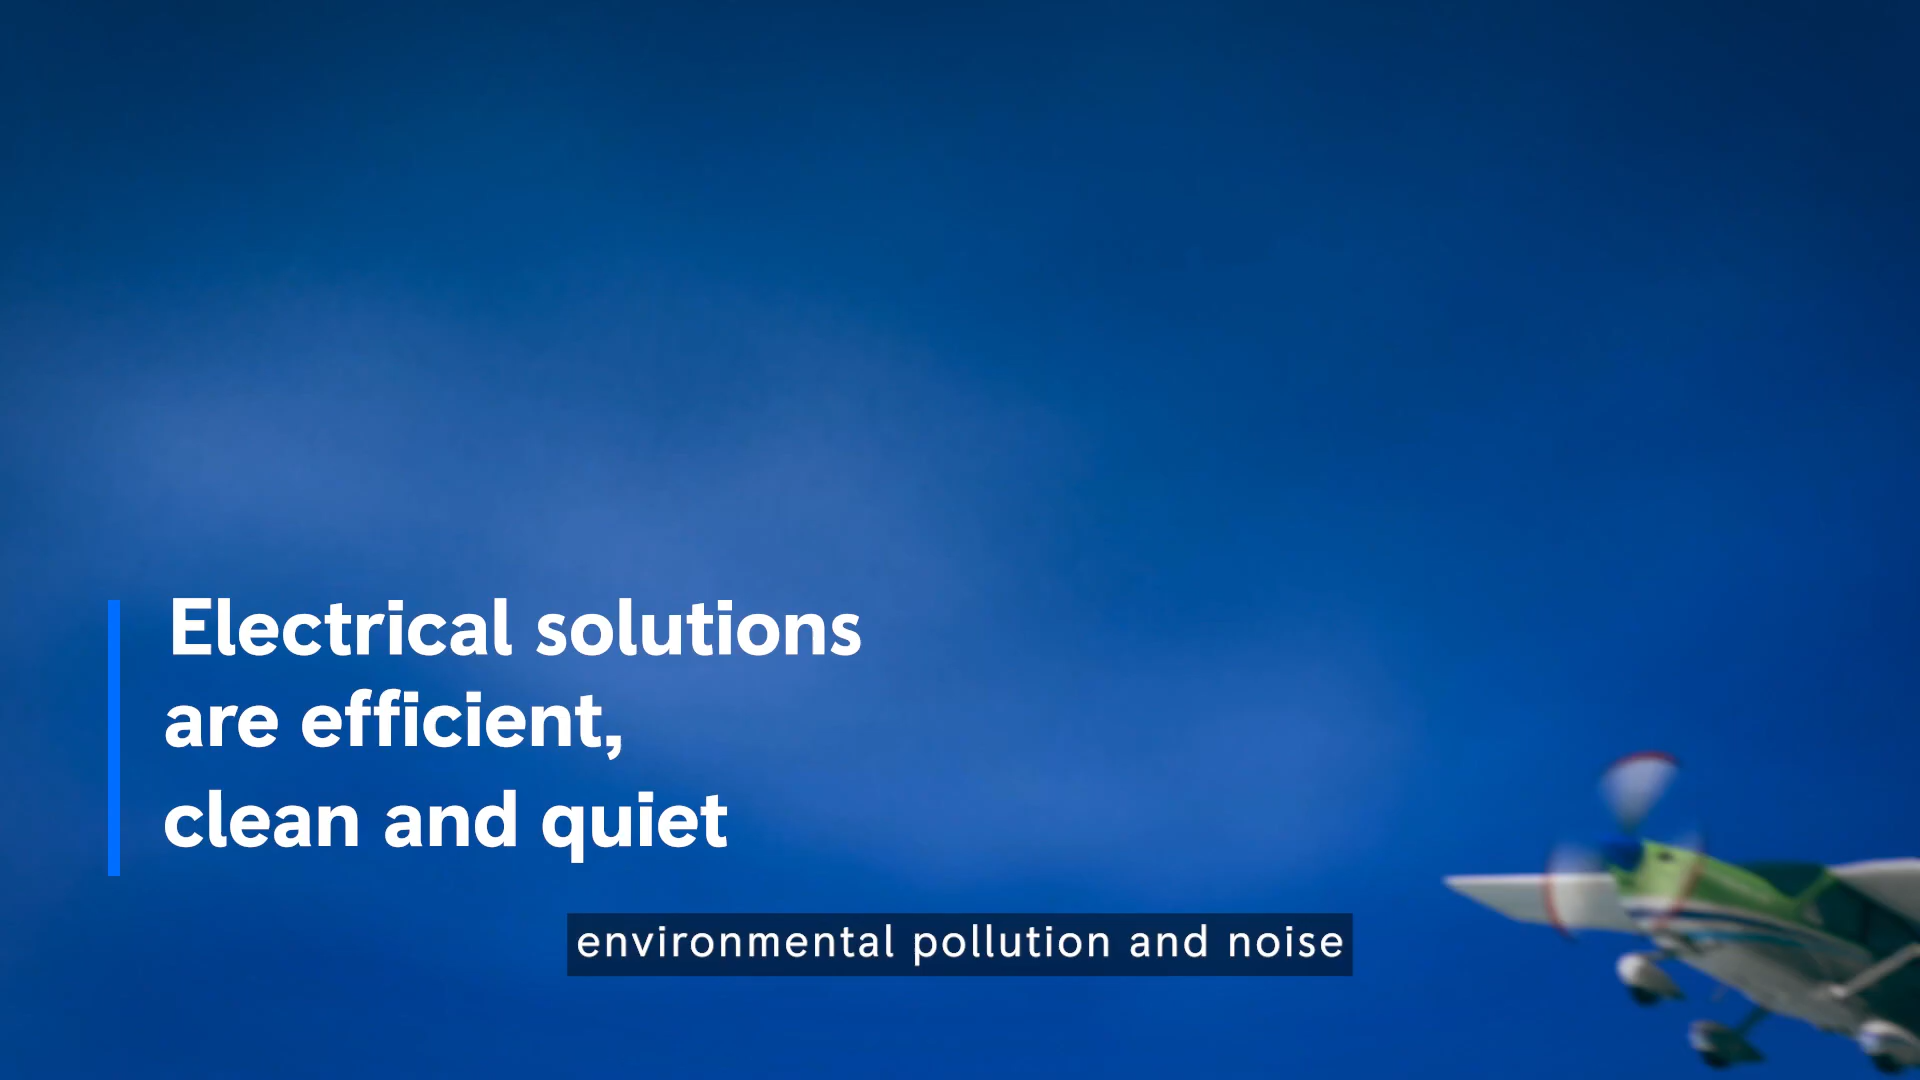 Electrical solutions
are efficient,
clean and quiet
environmental pollution and noise